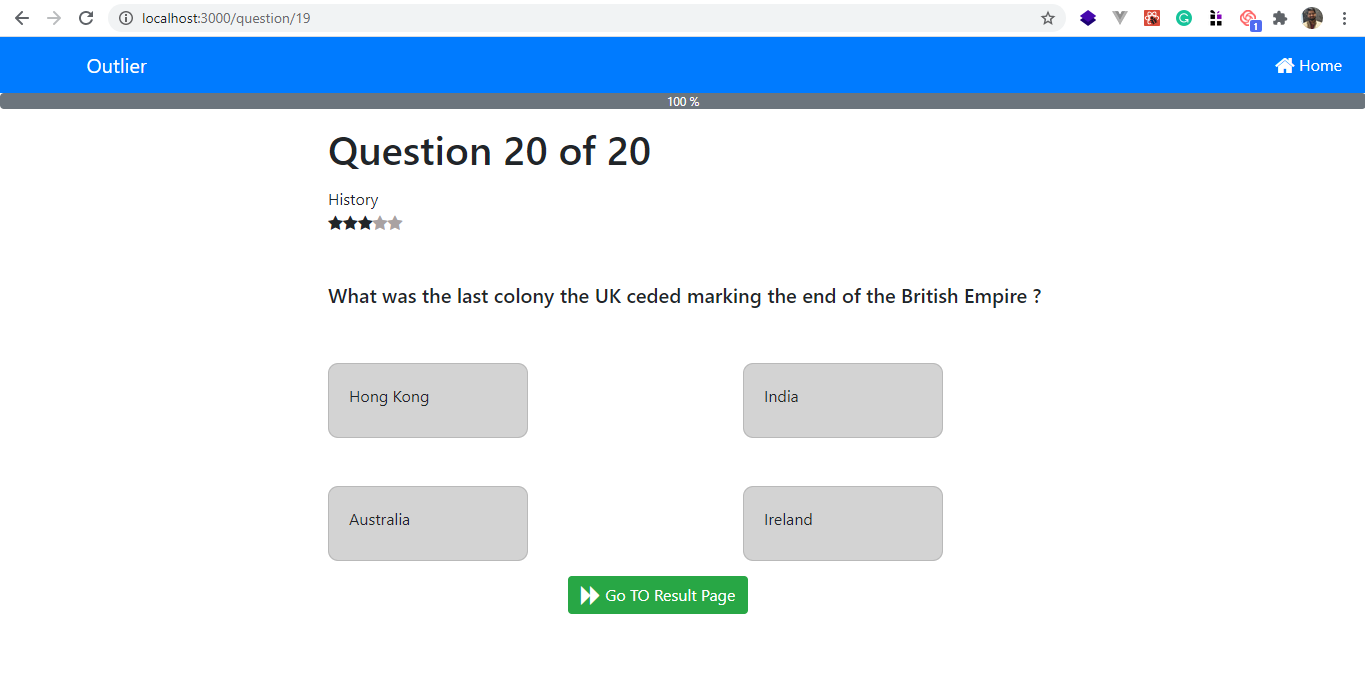 localhost:3000/question/19
1
Outlier
Home
100 %
Question 20 of 20
History
What was the last colony the UK ceded marking the end of the British Empire ?
Hong Kong
India
Australia
Ireland
Go TO Result Page